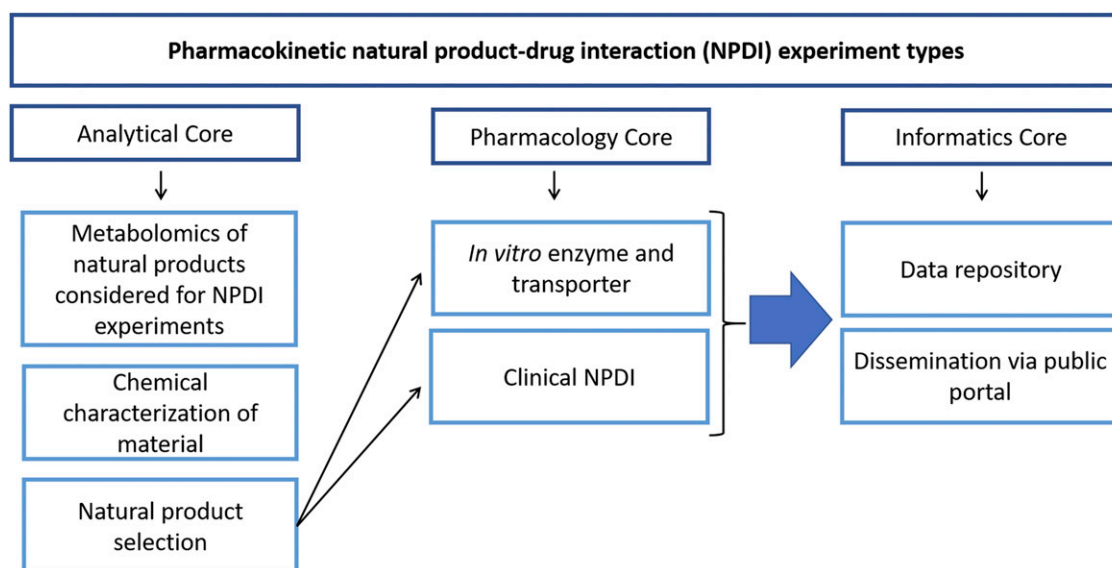 Pharmacokinetic natural product-drug interaction (NPDI) experiment types
Analytical Core
Metabolomics of
natural products
considered for NPDI
experiments
Chemical
characterization of
material
Natural product
selection
Pharmacology Core
In vitro enzyme and
transporter
Clinical NPDI
Informatics Core
Data repository
Dissemination via public
portal